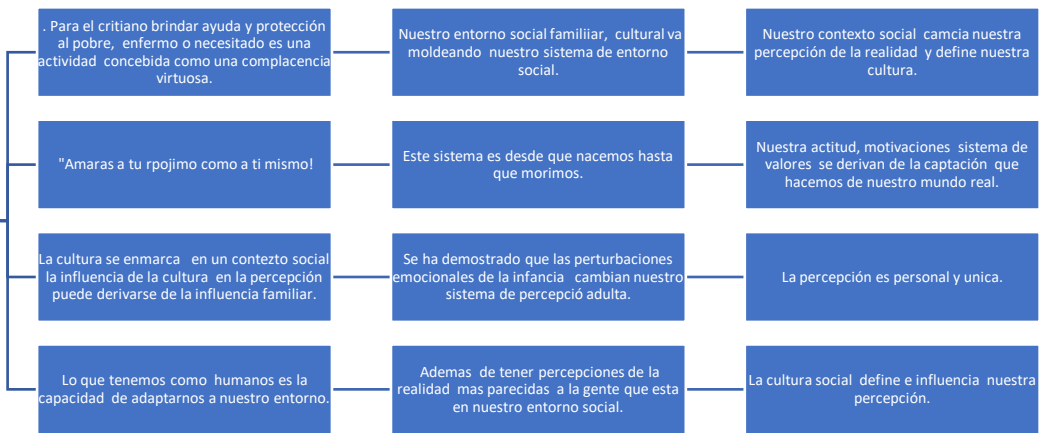 . Para el critiano brindar ayuda y protección
al pobre, enfermo o necesitado es una
actividad concebida como una complacencia
virtuosa.
Nuestro entorno social familiiar, cultural va
moldeando nuestro sistema de entorno
social.
Nuestro contexto social camcia nuestra
percepción de la realidad y define nuestra
cultura.
"Amaras a tu rpojimo como a ti mismo!
Este sistema es desde que nacemos hasta
que morimos.
Nuestra actitud, motivaciones sistema de
valores se derivan de la captación que
hacemos de nuestro mundo real.
La cultura se enmarca en un contezto social
la influencia de la cultura en la percepción
puede derivarse de la influencia familiar.
Se ha demostrado que las perturbaciones
emocionales de la infancia cambian nuestro
sistema de percepció adulta.
La percepción es personal y unica.
Lo que tenemos como humanos es la
capacidad de adaptarnos a nuestro entorno.
Ademas de tener percepciones de la
realidad mas parecidas a la gente que esta
en nuestro entorno social.
La cultura social define e influencia nuestra
percepción.